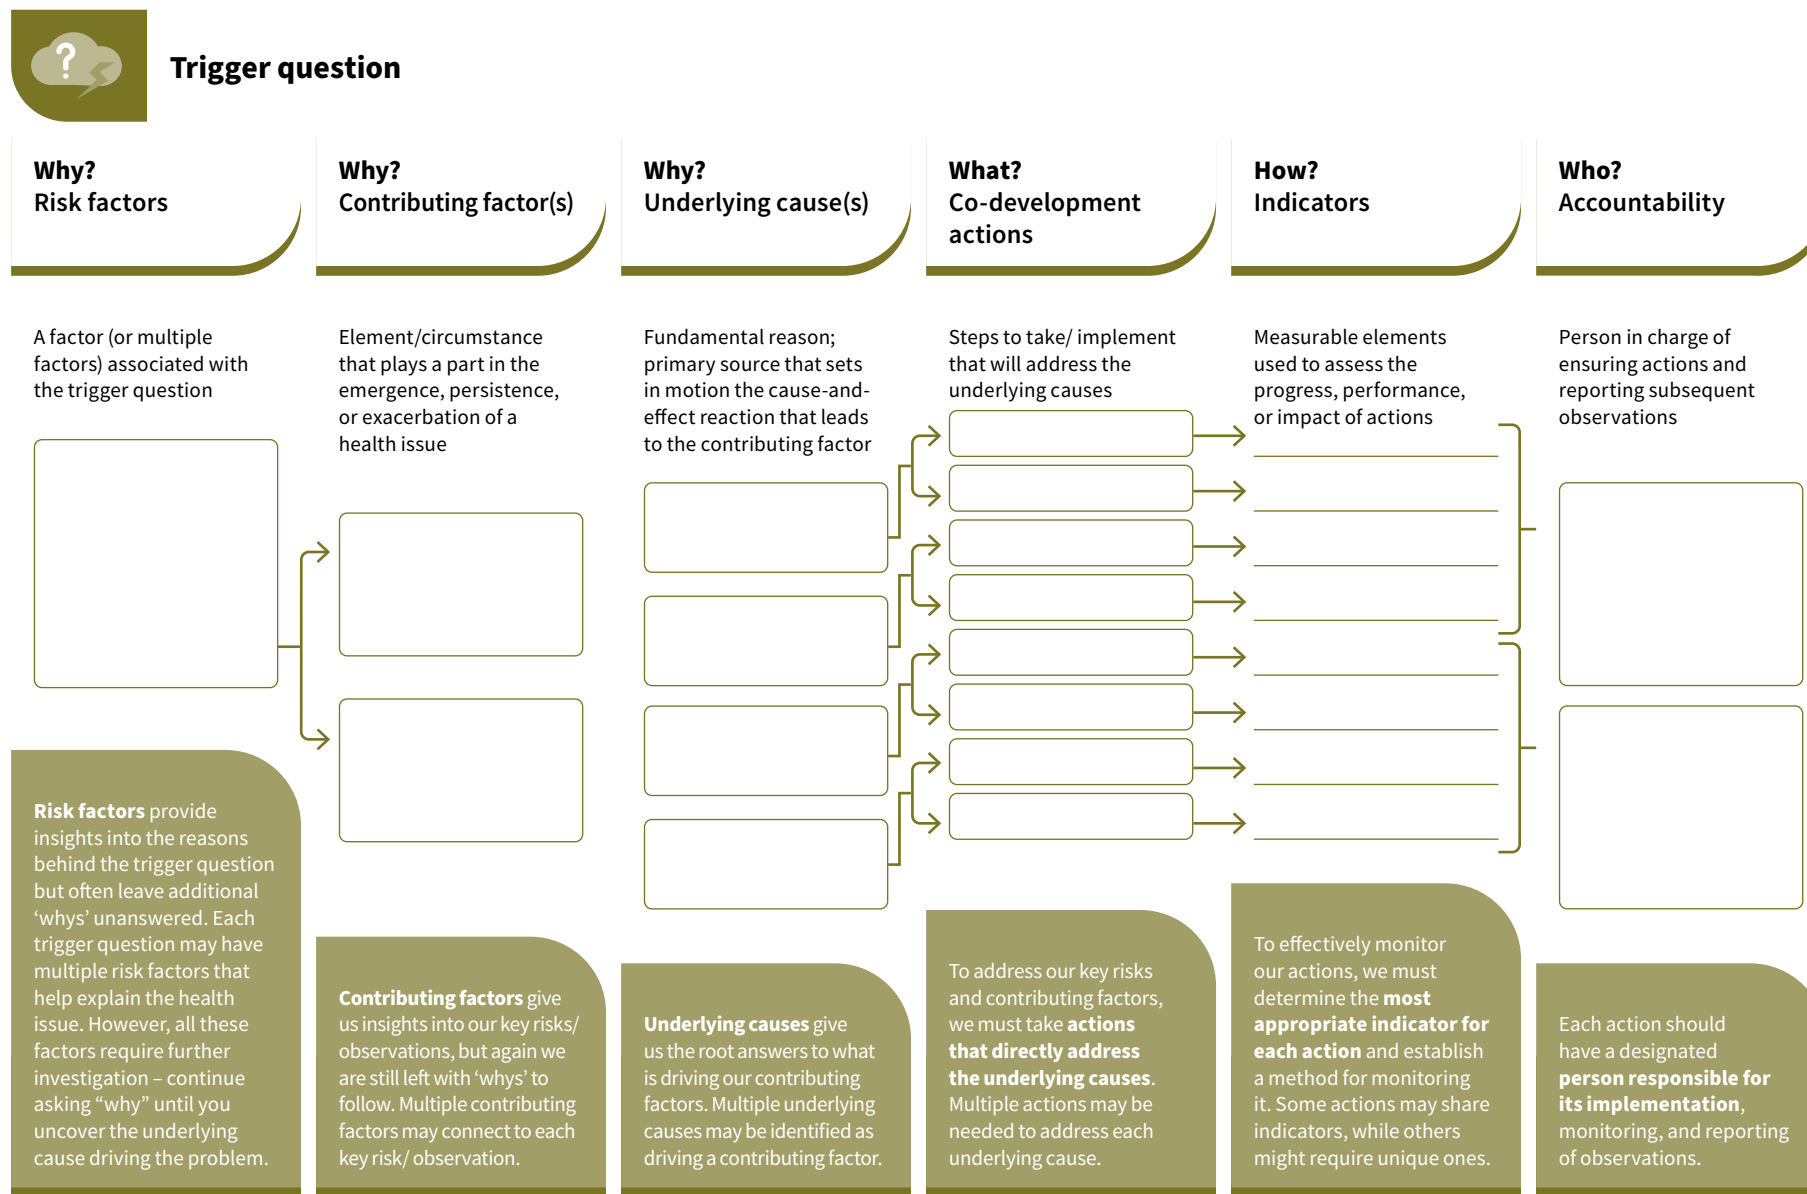 ?
Trigger question
Why?
Risk factors
A factor (or multiple
factors) associated with
the trigger question
Risk factors provide
insights into the reasons
behind the trigger question
but often leave additional
‘whys’ unanswered. Each
trigger question may have
multiple risk factors that
help explain the health
issue. However, all these
factors require further
investigation – continue
asking “why” until you
uncover the underlying
cause driving the problem.
Why?
Contributing factor(s)
Element/circumstance
that plays a part in the
emergence, persistence,
or exacerbation of a
health issue
Contributing factors give
us insights into our key risks/
observations, but again we
are still left with ‘whys’ to
follow. Multiple contributing
factors may connect to each
key risk/ observation.
Why?
Underlying cause(s)
Fundamental reason;
primary source that sets
in motion the cause-and-
effect reaction that leads
to the contributing factor
Underlying causes give
us the root answers to what
is driving our contributing
factors. Multiple underlying
causes may be identified as
driving a contributing factor.
What?
Co-development
actions
Steps to take/ implement
that will address the
underlying causes
To address our key risks
and contributing factors,
we must take actions
that directly address
the underlying causes.
Multiple actions may be
needed to address each
underlying cause.
How?
Indicators
Measurable elements
used to assess the
progress, performance,
or impact of actions
To effectively monitor
our actions, we must
determine the most
appropriate indicator for
each action and establish
a method for monitoring
it. Some actions may share
indicators, while others
might require unique ones.
Who?
Accountability
Person in charge of
ensuring actions and
reporting subsequent
observations
Each action should
have a designated
person responsible for
its implementation,
monitoring, and reporting
of observations.